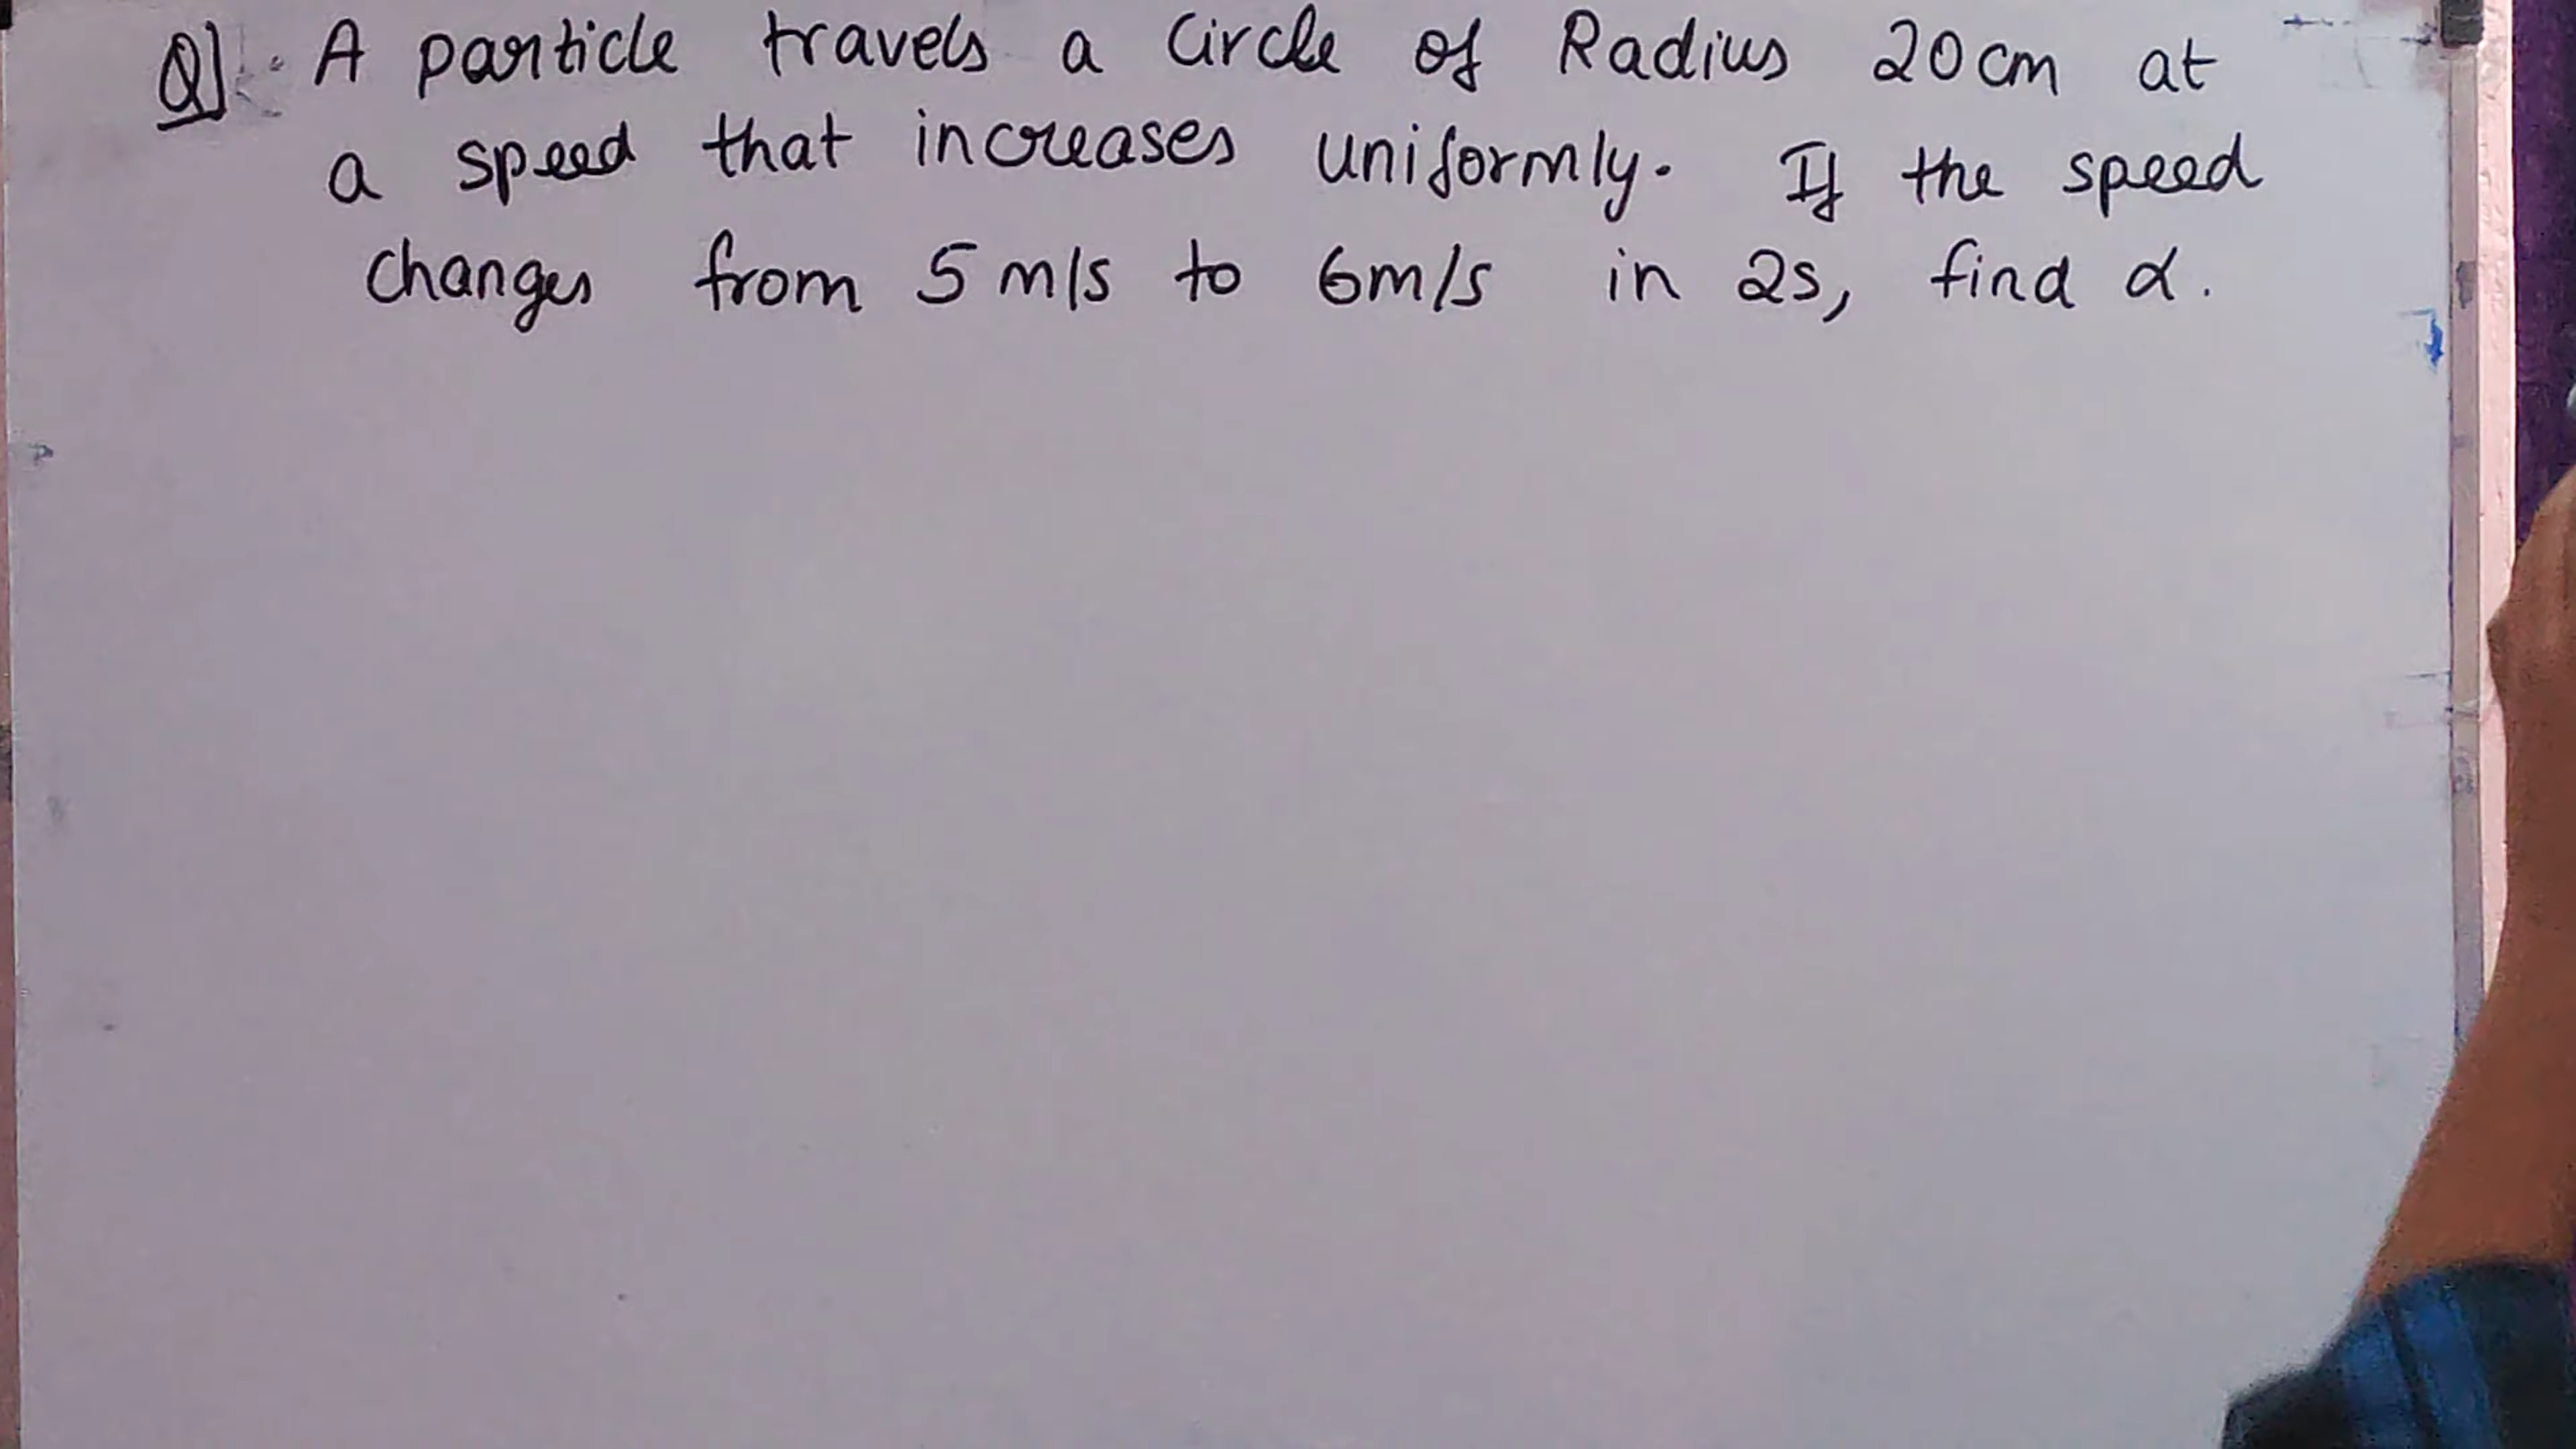 Q]. A particle travels a Circle of Radius 20cm at
a speed that increases uniformly. If the speed
changes from 5 m/s to 6m/s in 2s, find α.